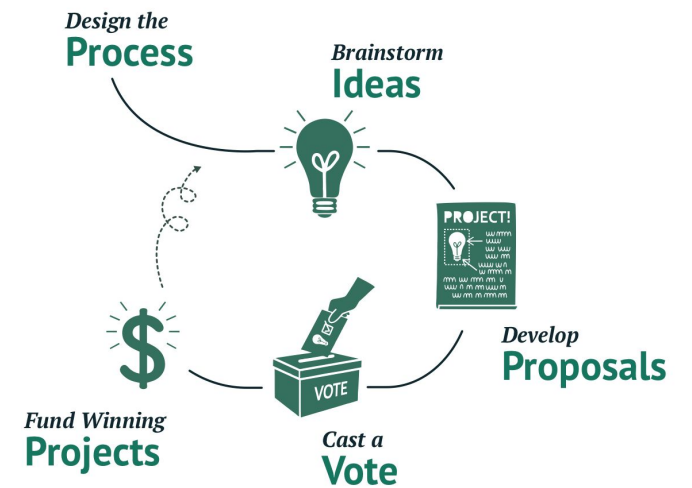 Design the
Process
Brainstorm
Ideas
PROJECT!
Develop
Proposals
VOTE
Cast a
Vote
Fund Winning
Projects